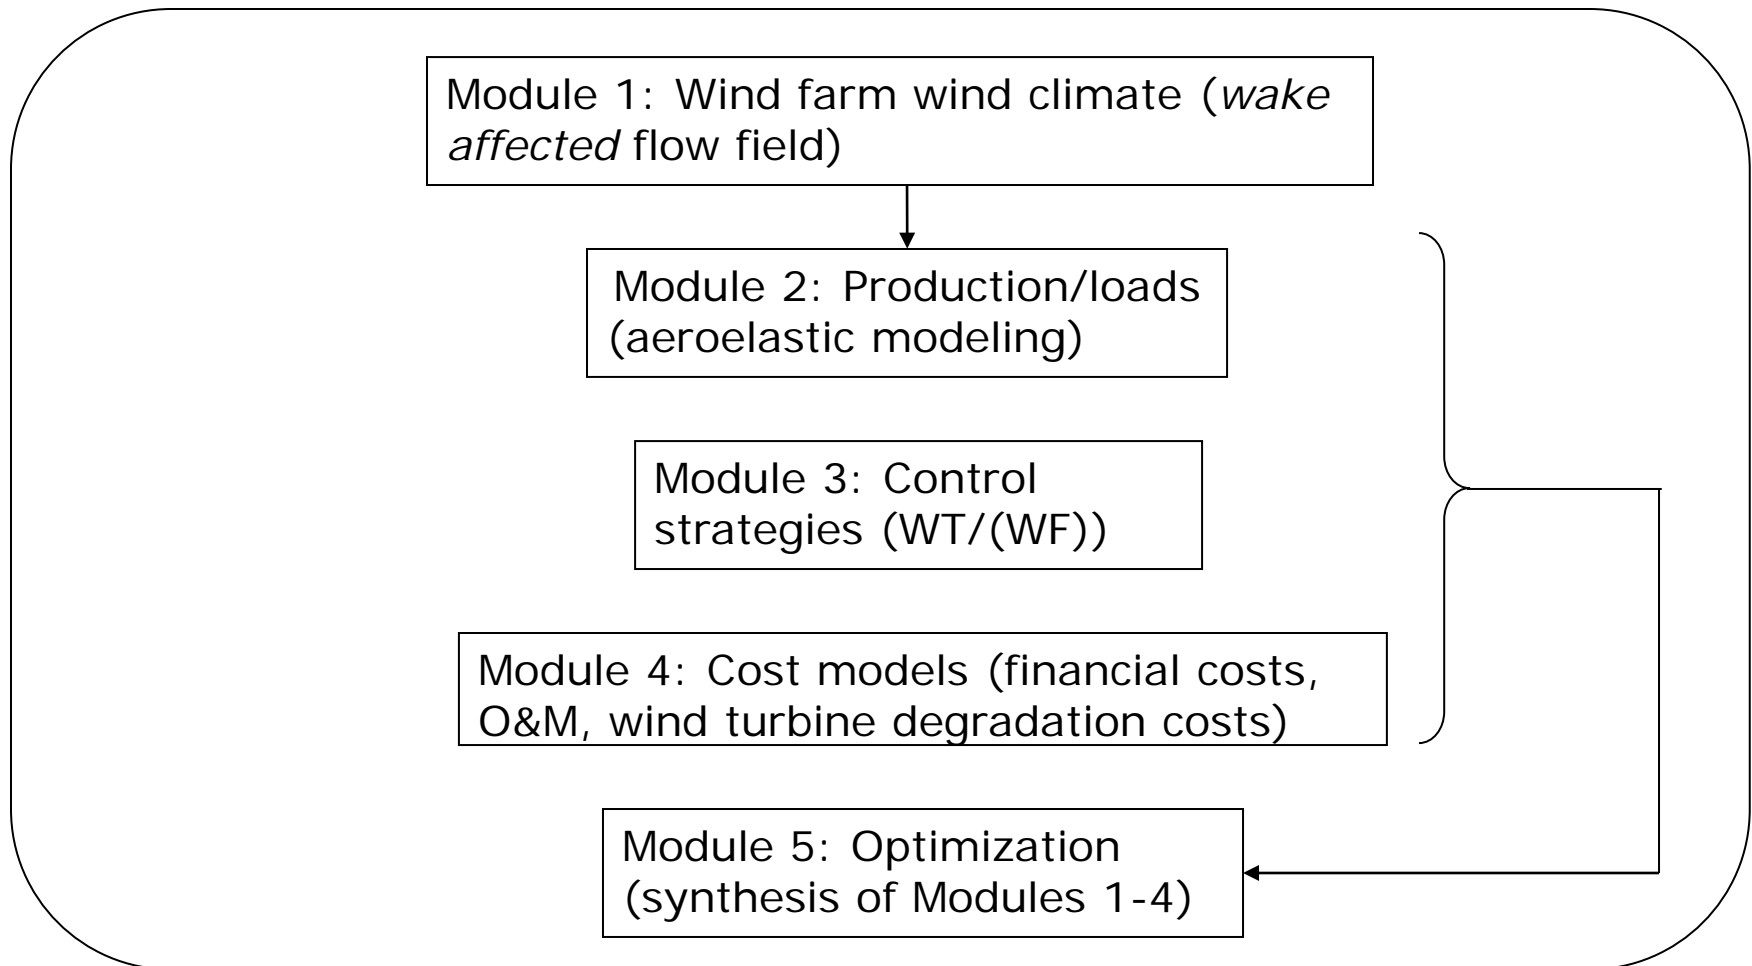 Module 1: Wind farm wind climate (wake
affected flow field)
Module 2: Production/loads
(aeroelastic modeling)
Module 3: Control
strategies (WT/(WF))
Module 4: Cost models (financial costs,
O&M, wind turbine degradation costs)
Module 5: Optimization
(synthesis of Modules 1-4)